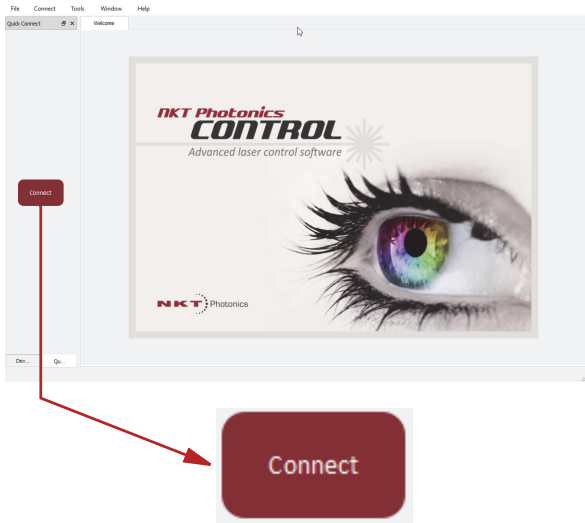 File Connect Tools Window Help
Quick Connect Welcome
NKT Photonics
CONTROL
Advanced laser control software
Connect
NKT Photonics
Dev... Qu...
Connect